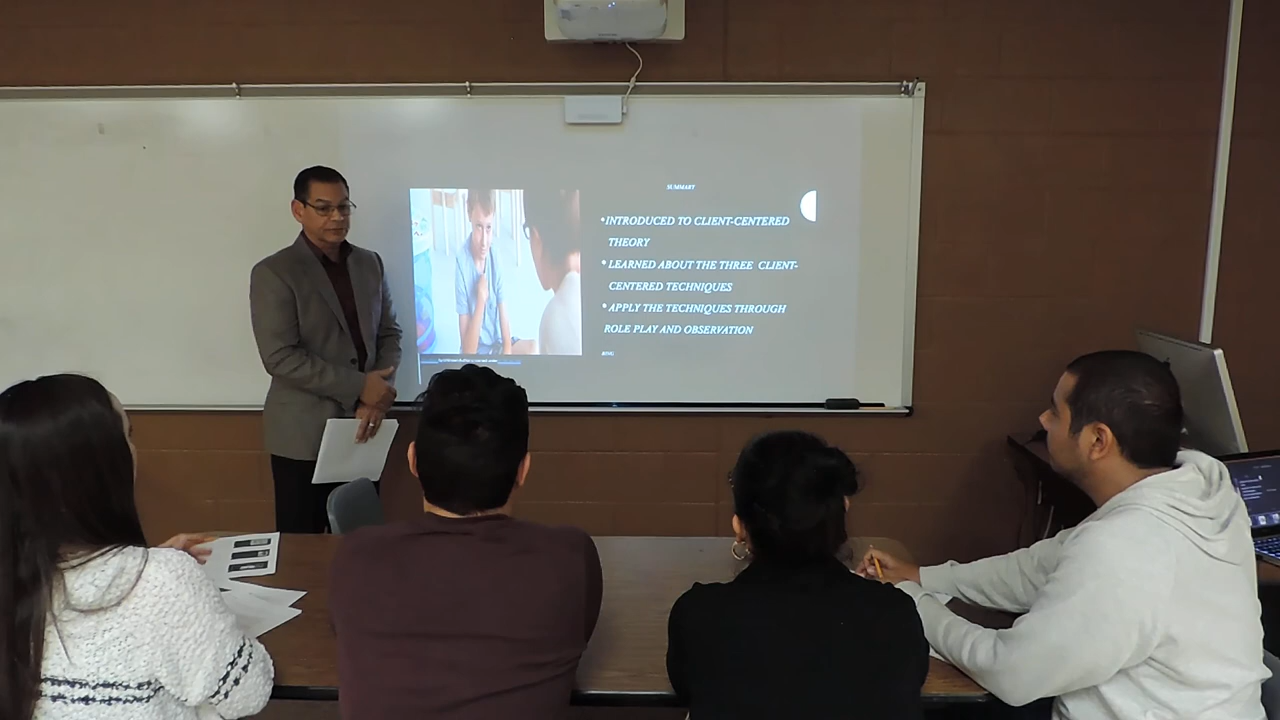 SUMMARY
•INTRODUCED TO CLIENT-CENTERED
THEORY
• LEARNED ABOUT THE THREE CLIENT-
CENTERED TECHNIQUES
• APPLY THE TECHNIQUES THROUGH
ROLE PLAY AND OBSERVATION